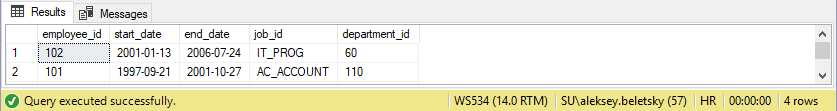 Results Messages
employee_id start_date end_date job_id department_id
1 102 2001-01-13 2006-07-24 IT_PROG 60
2 101 1997-09-21 2001-10-27 AC_ACCOUNT 110
Query executed successfully. WS534 (14.0 RTM) SU\aleksey.beletsky (57) HR 00:00:00 4 rows